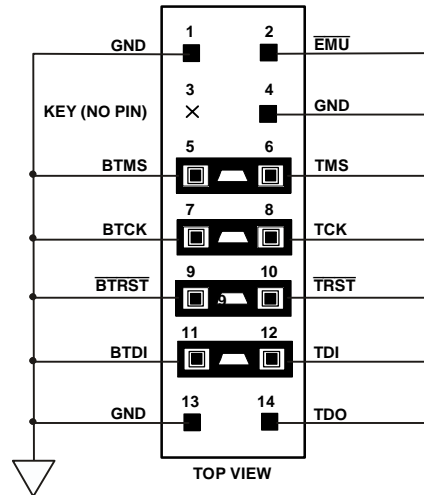 1 2
GND EMU
3 4
KEY (NO PIN) GND
5 6
BTMS TMS
7 8
BTCK TCK
9 10
BTRST 9 TRST
11 12
BTDI TDI
13 14
GND TDO
TOP VIEW